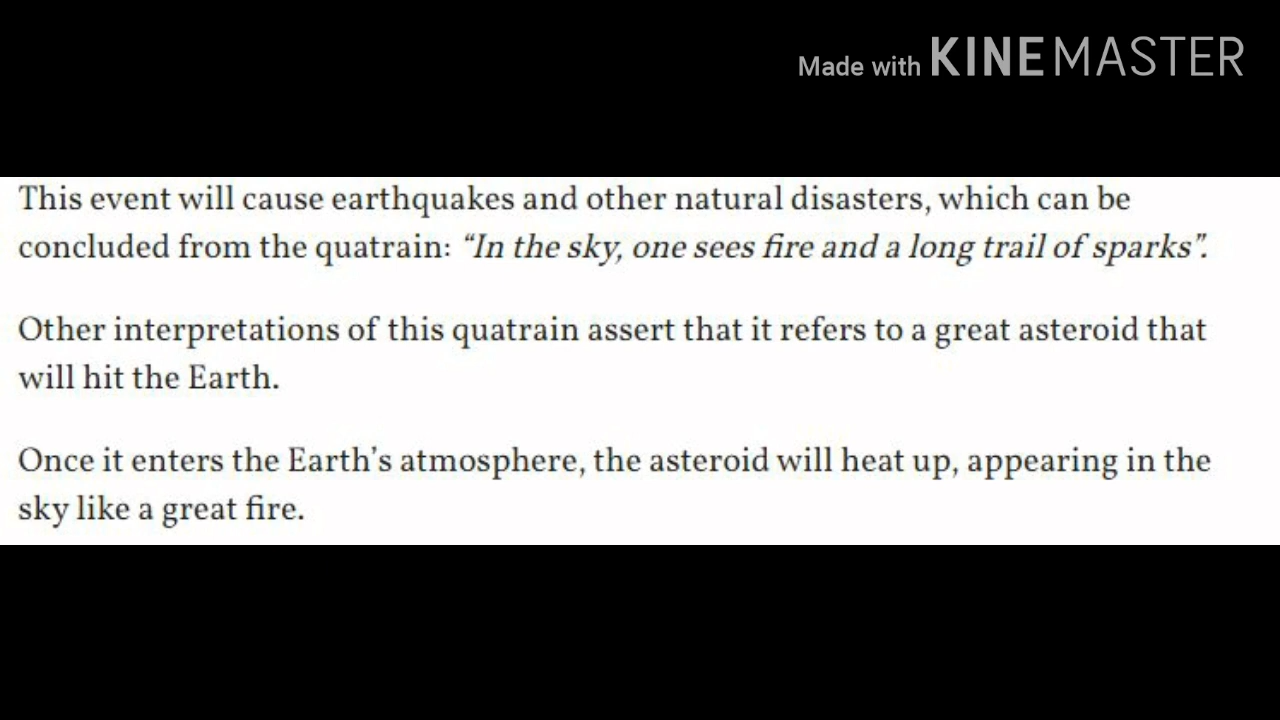 Made with KINEMASTER
This event will cause earthquakes and other natural disasters, which can be
concluded from the quatrain: “In the sky, one sees fire and a long trail of sparks”.
Other interpretations of this quatrain assert that it refers to a great asteroid that
will hit the Earth.
Once it enters the Earth’s atmosphere, the asteroid will heat up, appearing in the
sky like a great fire.